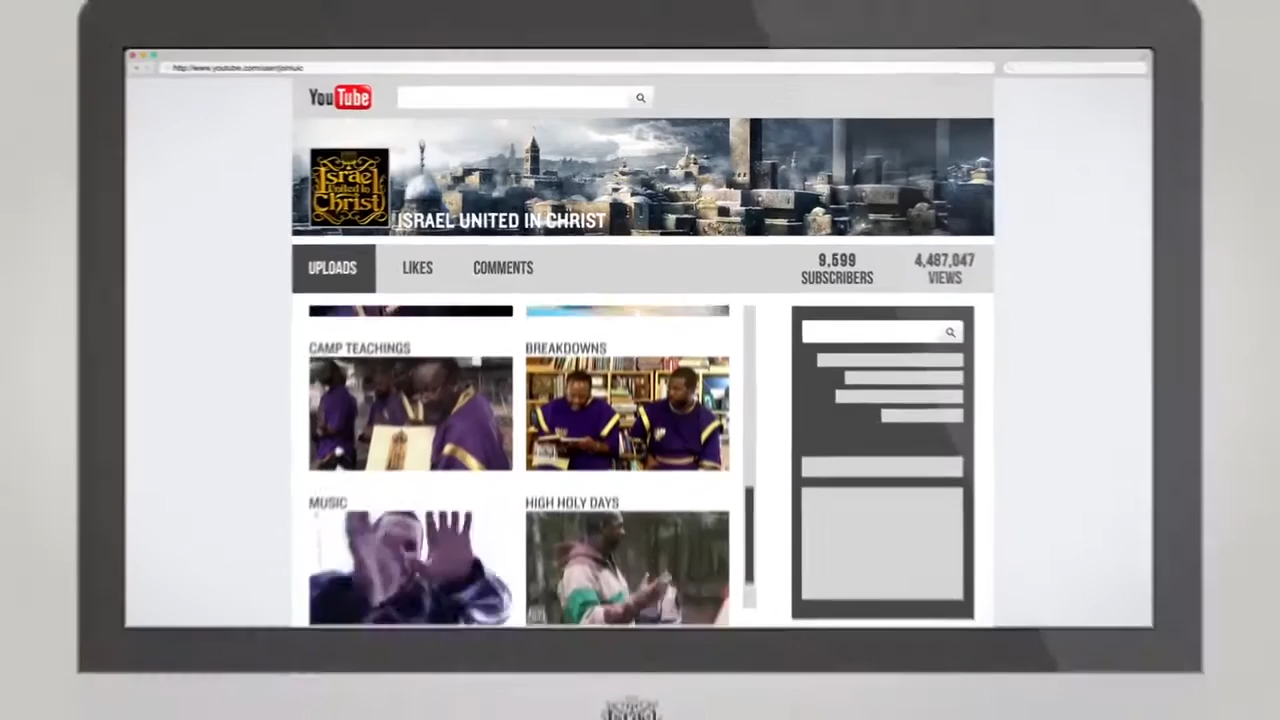 YouTube
Israel
United In
Christ
ISRAEL UNITED IN CHRIST
UPLOADS
LIKES
COMMENTS
9,599
SUBSCRIBERS
4,487,047
VIEWS
CAMP TEACHINGS
BREAKDOWNS
MUSIC
HIGH HOLY DAYS
Israel